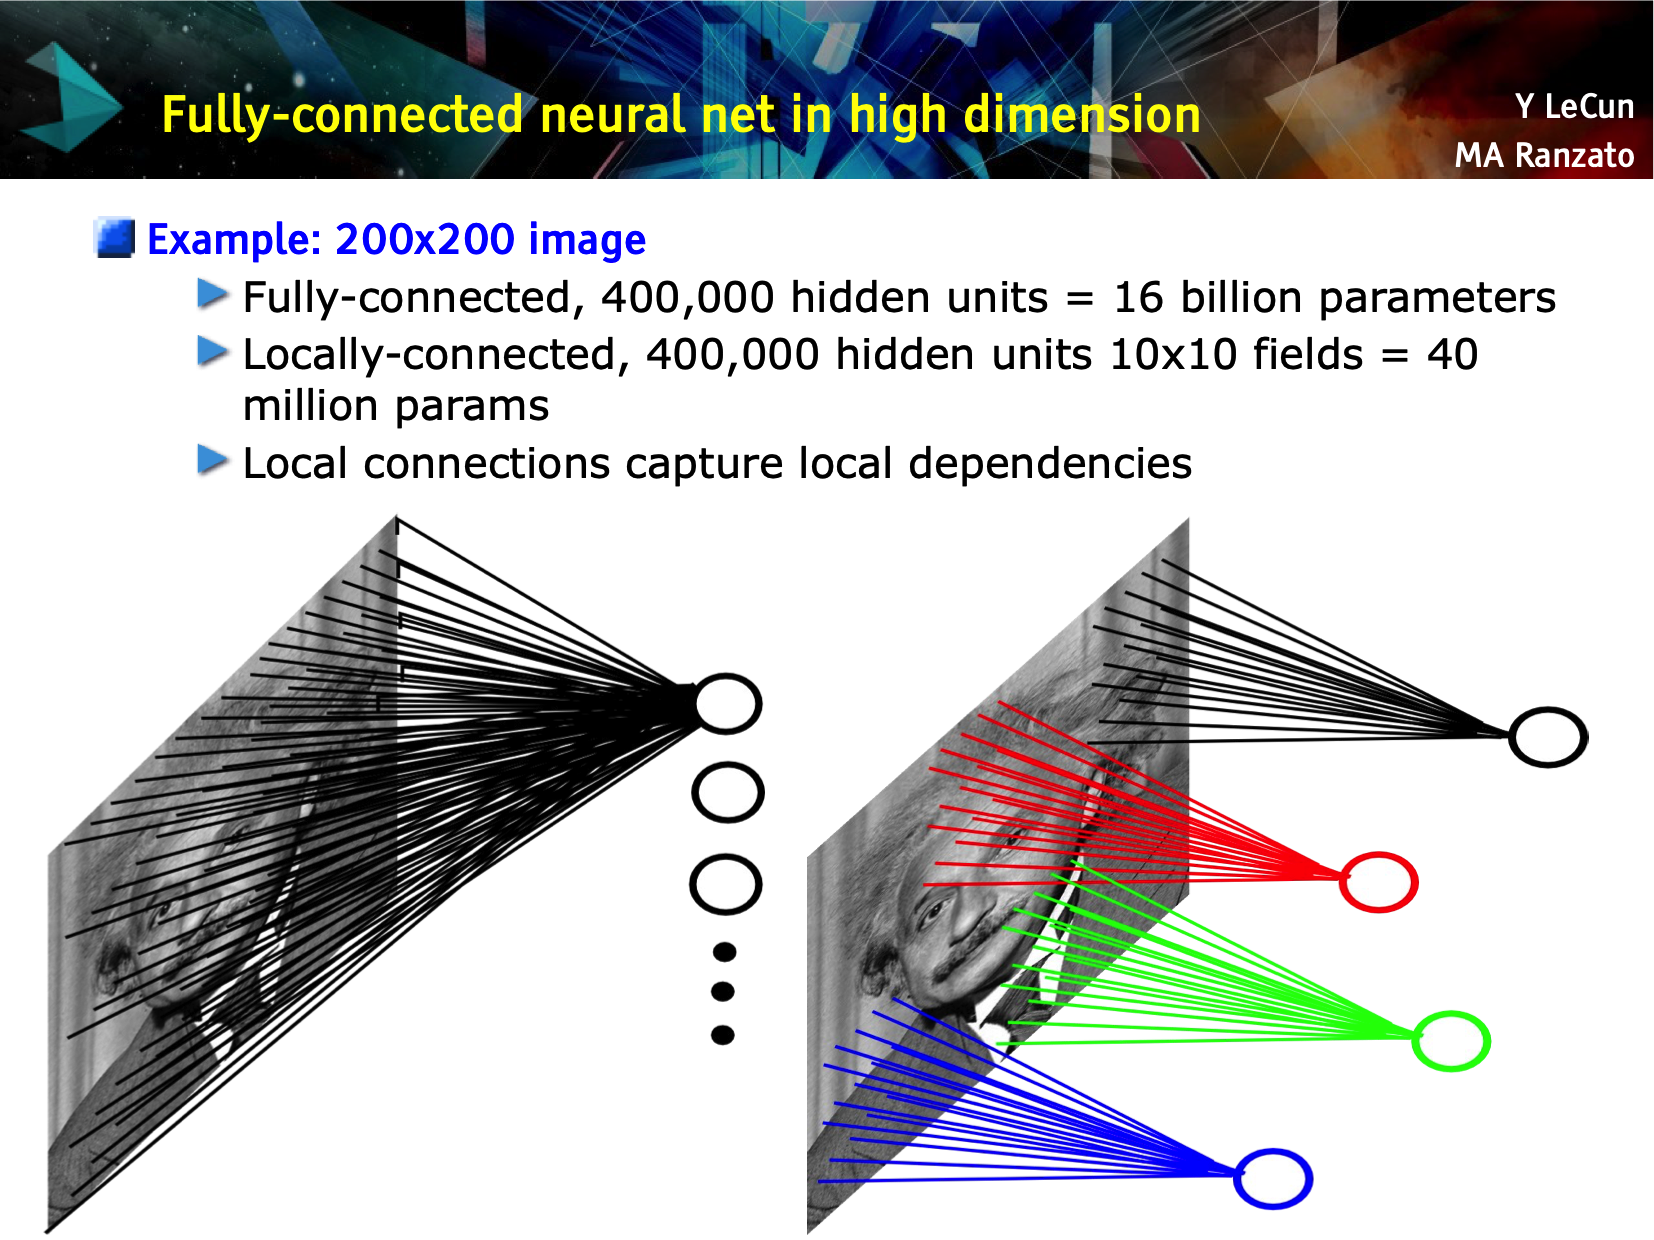 Fully-connected neural net in high dimension
Y LeCun
MA Ranzato
Example: 200x200 image
Fully-connected, 400,000 hidden units = 16 billion parameters
Locally-connected, 400,000 hidden units 10x10 fields = 40
million params
Local connections capture local dependencies